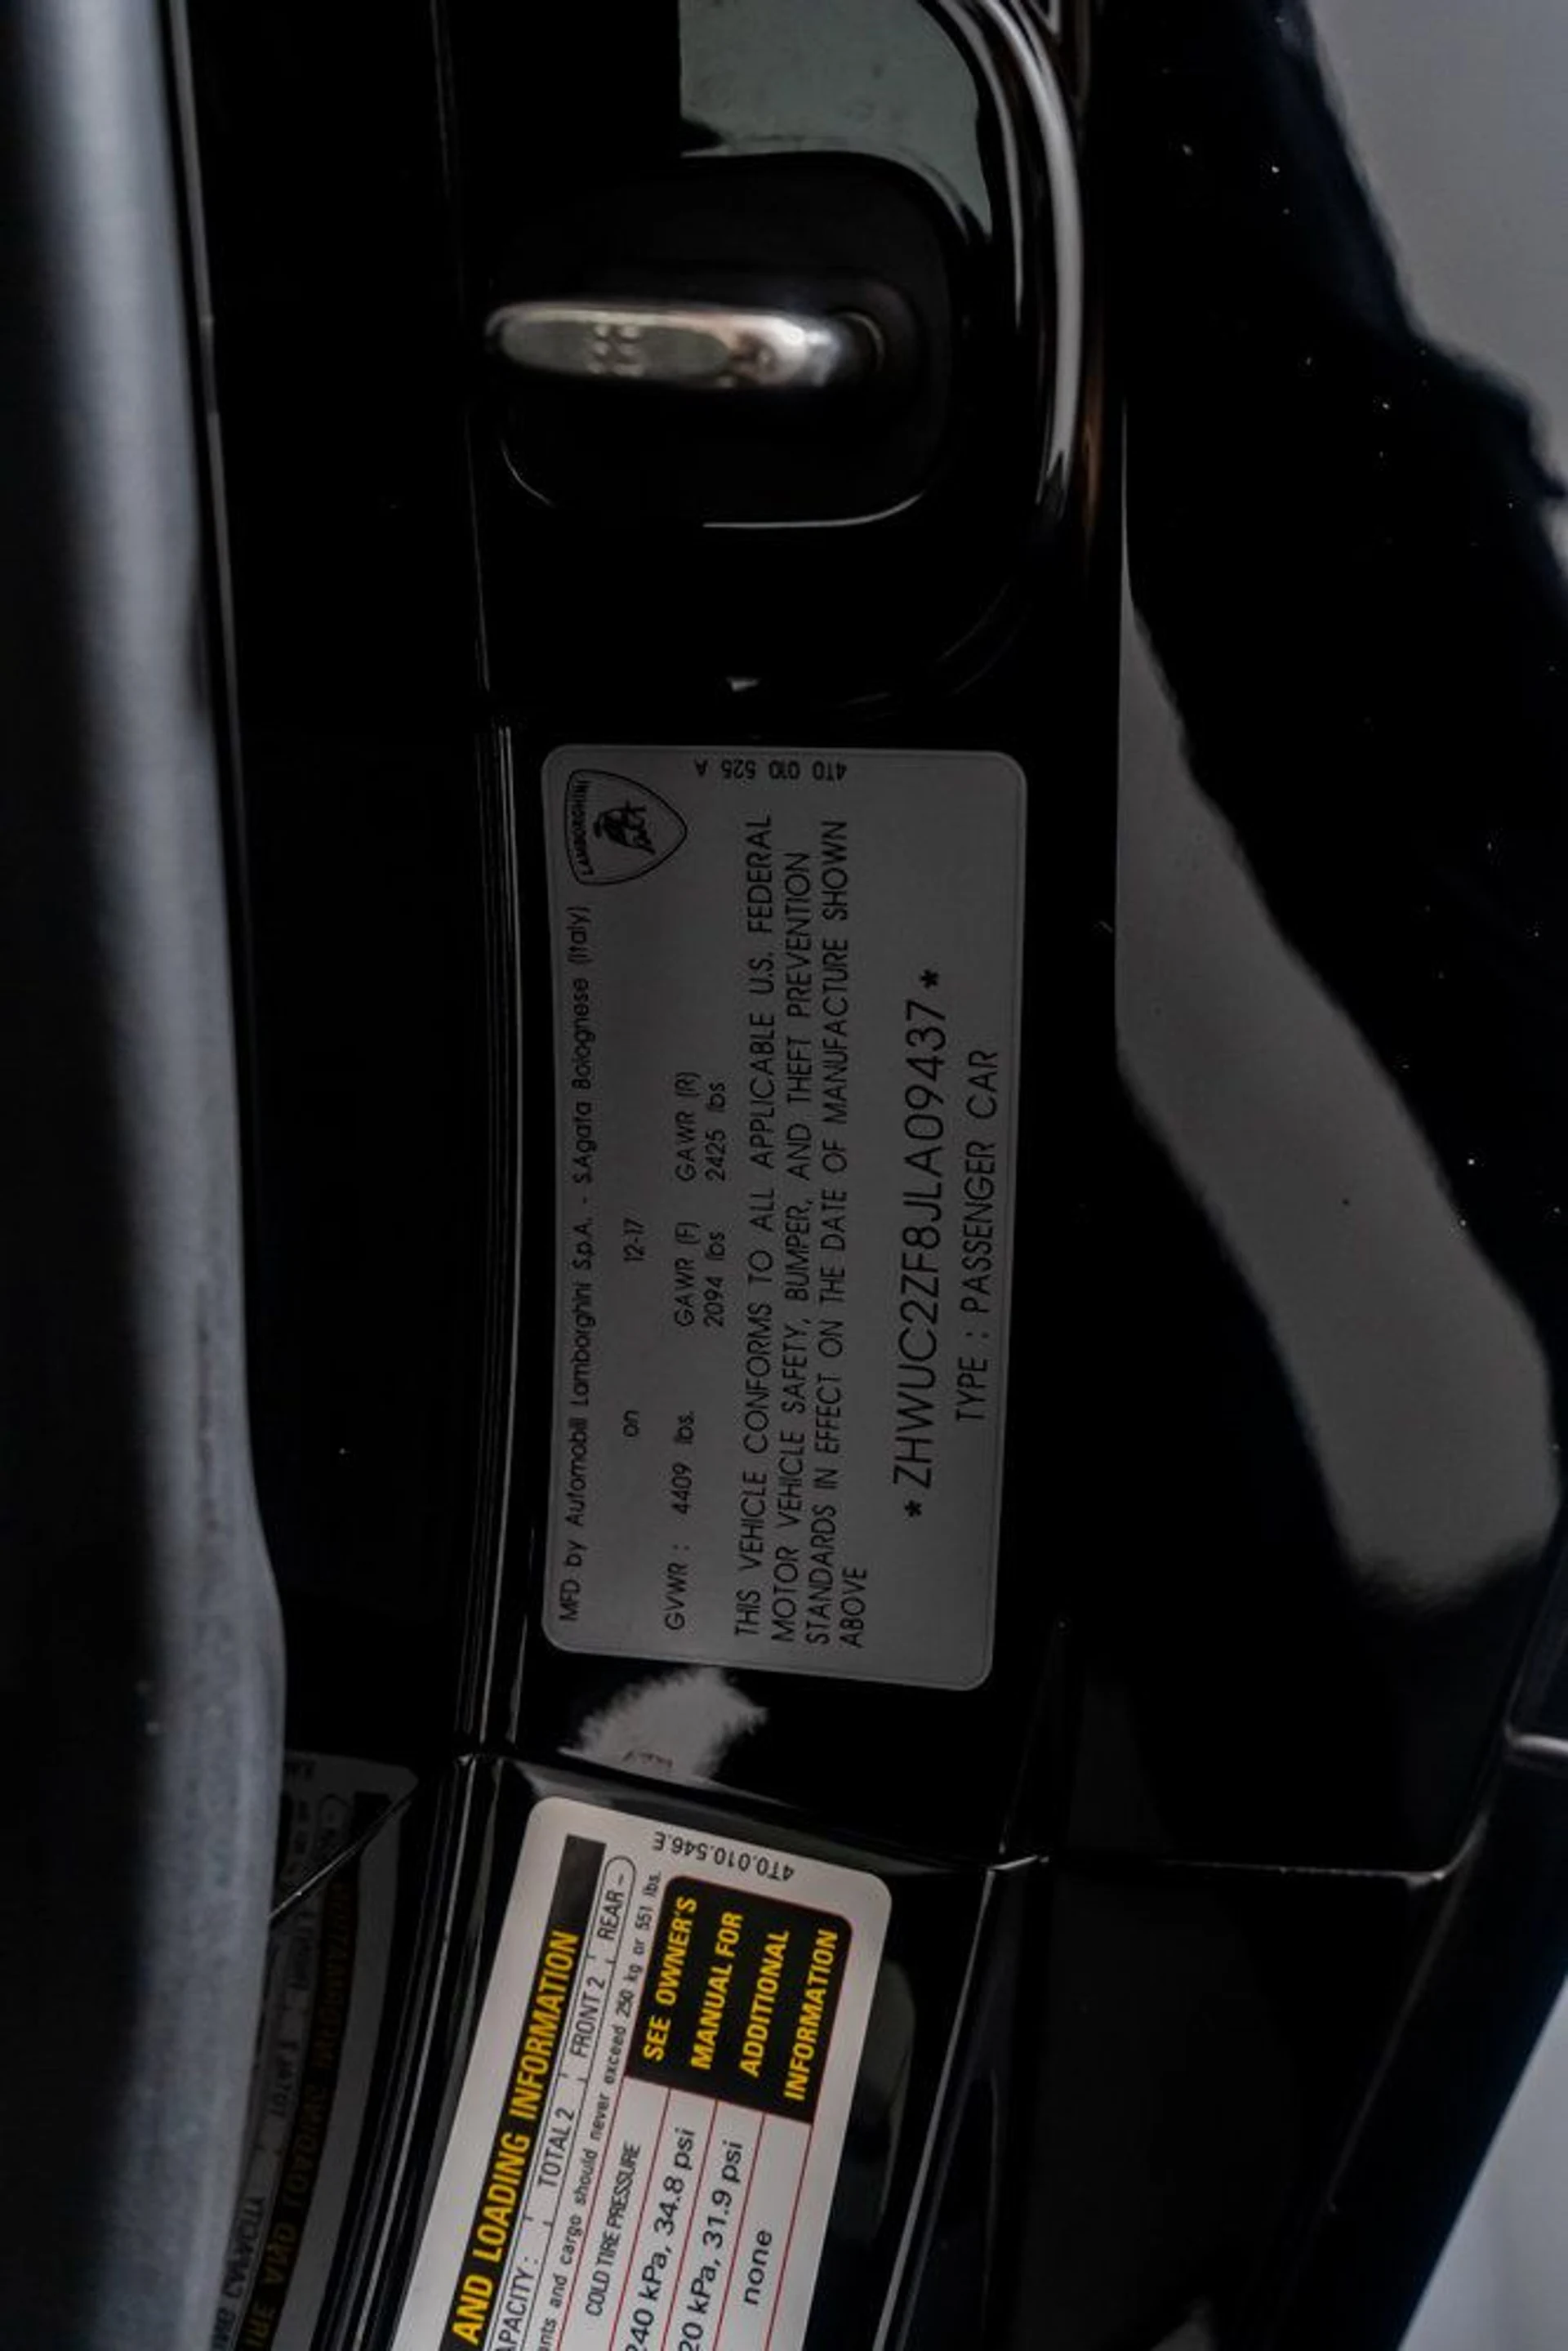 LAMBORGHINI
MFD by Automobili Lamborghini S.p.A. - S.Agata Bolognese (Italy)
on 12-17
GVWR : 4409 lbs. GAWR (F) GAWR (R)
2094 lbs 2425 lbs
THIS VEHICLE CONFORMS TO ALL APPLICABLE U.S. FEDERAL
MOTOR VEHICLE SAFETY, BUMPER, AND THEFT PREVENTION
STANDARDS IN EFFECT ON THE DATE OF MANUFACTURE SHOWN
ABOVE
*ZHWUC2ZF8JLA09437*
TYPE : PASSENGER CAR
4T0 010 525 A
AND LOADING INFORMATION
APACITY: TOTAL 2 FRONT 2 REAR -
nts and cargo should never exceed 250 kg or 551 lbs.
COLD TIRE PRESSURE
240 kPa, 34.8 psi
20 kPa, 31.9 psi
none
SEE OWNER'S
MANUAL FOR
ADDITIONAL
INFORMATION
4T0.010.546.E